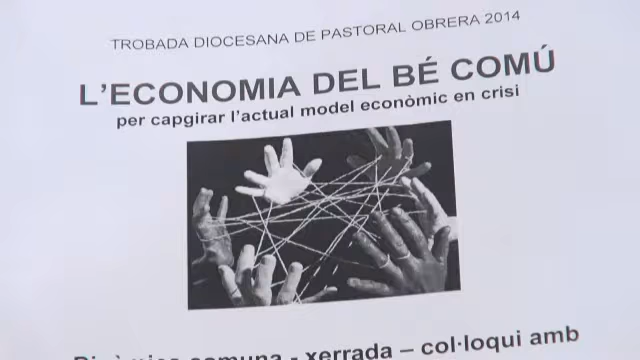 TROBADA DIOCESANA DE PASTORAL OBRERA 2014
L'ECONOMIA DEL BÉ COMÚ
per capgirar l'actual model econòmic en crisi
comuna - xerrada – col·loqui amb